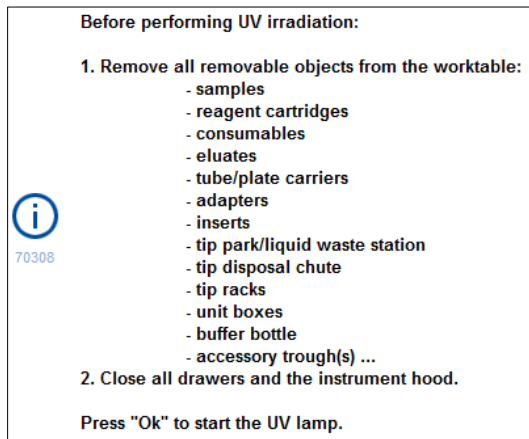 Before performing UV irradiation:
1. Remove all removable objects from the worktable:
- samples
- reagent cartridges
- consumables
- eluates
- tube/plate carriers
- adapters
- inserts
- tip park/liquid waste station
- tip disposal chute
- tip racks
- unit boxes
- buffer bottle
- accessory trough(s) ...
2. Close all drawers and the instrument hood.
Press "Ok" to start the UV lamp.
i
70308